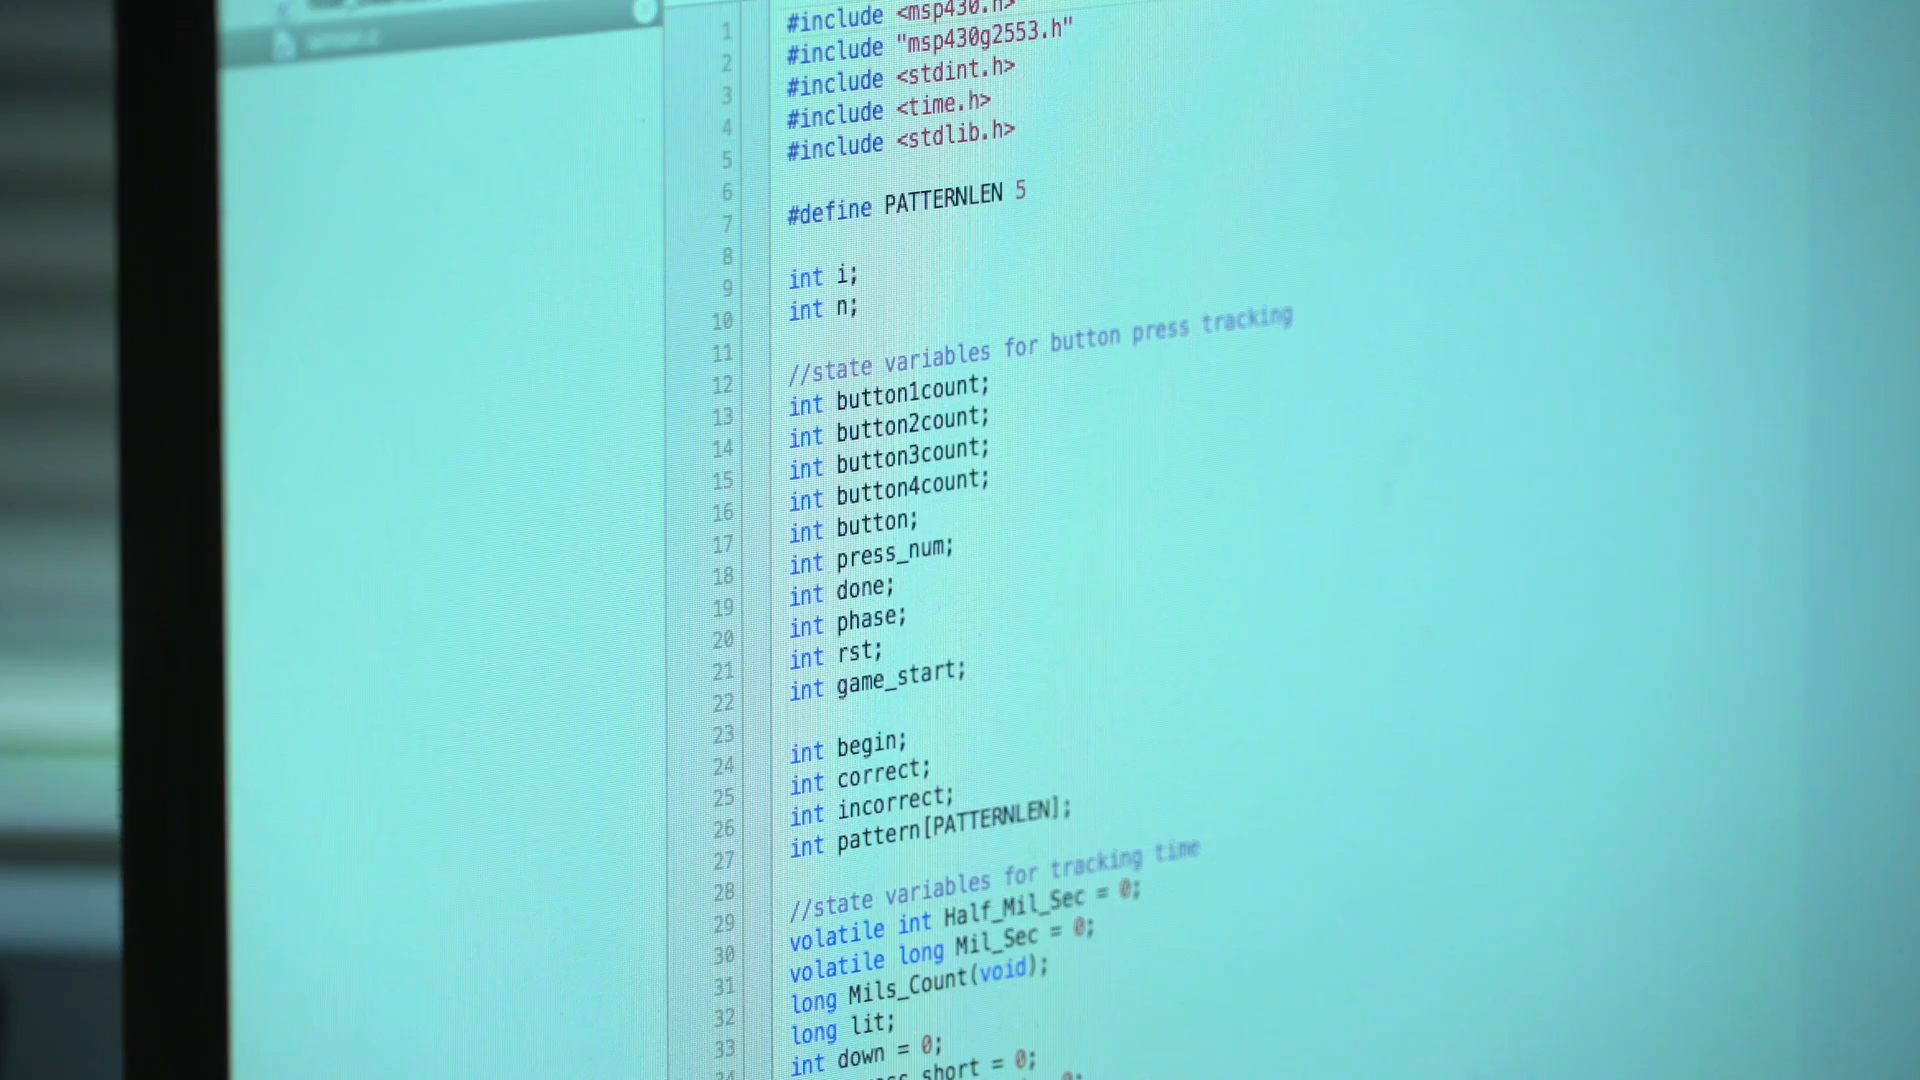 1 #include <msp430.h>
2 #include "msp430g2553.h"
3 #include <stdint.h>
4 #include <time.h>
5 #include <stdlib.h>
6
7 #define PATTERNLEN 5
8
9 int i;
10 int n;
11
12 //state variables for button press tracking
13 int button1count;
14 int button2count;
15 int button3count;
16 int button4count;
17 int button;
18 int press_num;
19 int done;
20 int phase;
21 int rst;
22 int game_start;
23
24 int begin;
25 int correct;
26 int incorrect;
27 int pattern[PATTERNLEN];
28
29 //state variables for tracking time
30 volatile int Half_Mil_Sec = 0;
31 volatile long Mil_Sec = 0;
32 long Mils_Count(void);
33 long lit;
34 int down = 0;
short = 0;